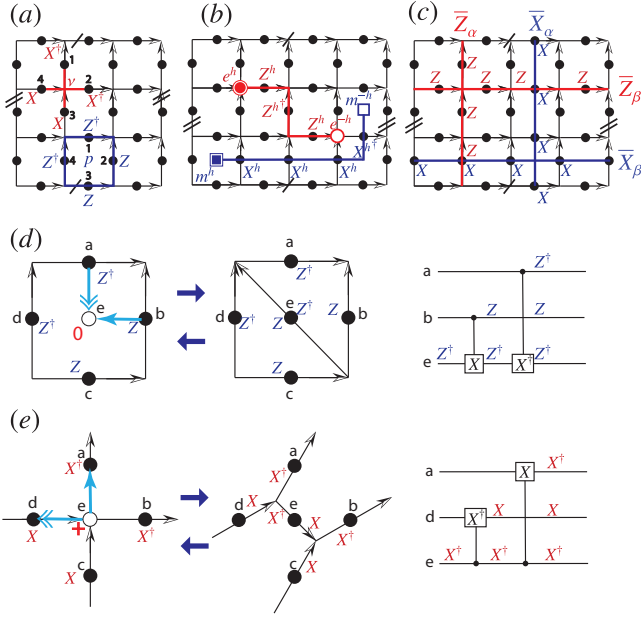 (a)
X†
1
4
ν
2
X
X†
3
X
Z†
1
Z†
4
p
2
Z
3
Z
(b)
e^h
Z^h
Z^h†
m^-h
Z^h
e^-h
X^h†
m^h
X^h
X^h
X^h
(c)
Z̅_α
X̅_α
Z
X
Z
Z
Z
Z
Z̅_β
X
Z
X
Z
X̅_β
X
X
X
X
X
(d)
a
Z†
d
e
b
Z†
0
Z
Z
c
a
Z†
d
e
Z†
b
Z†
Z
Z
c
a
Z†
b
Z
Z
e
Z†
X
Z†
X†
Z†
(e)
a
X†
d
e
b
X
+
X†
c
X
a
X†
d
X
e
b
X†
X
X†
c
X
a
X
X†
d
X†
X
X
e
X†
X†
X†